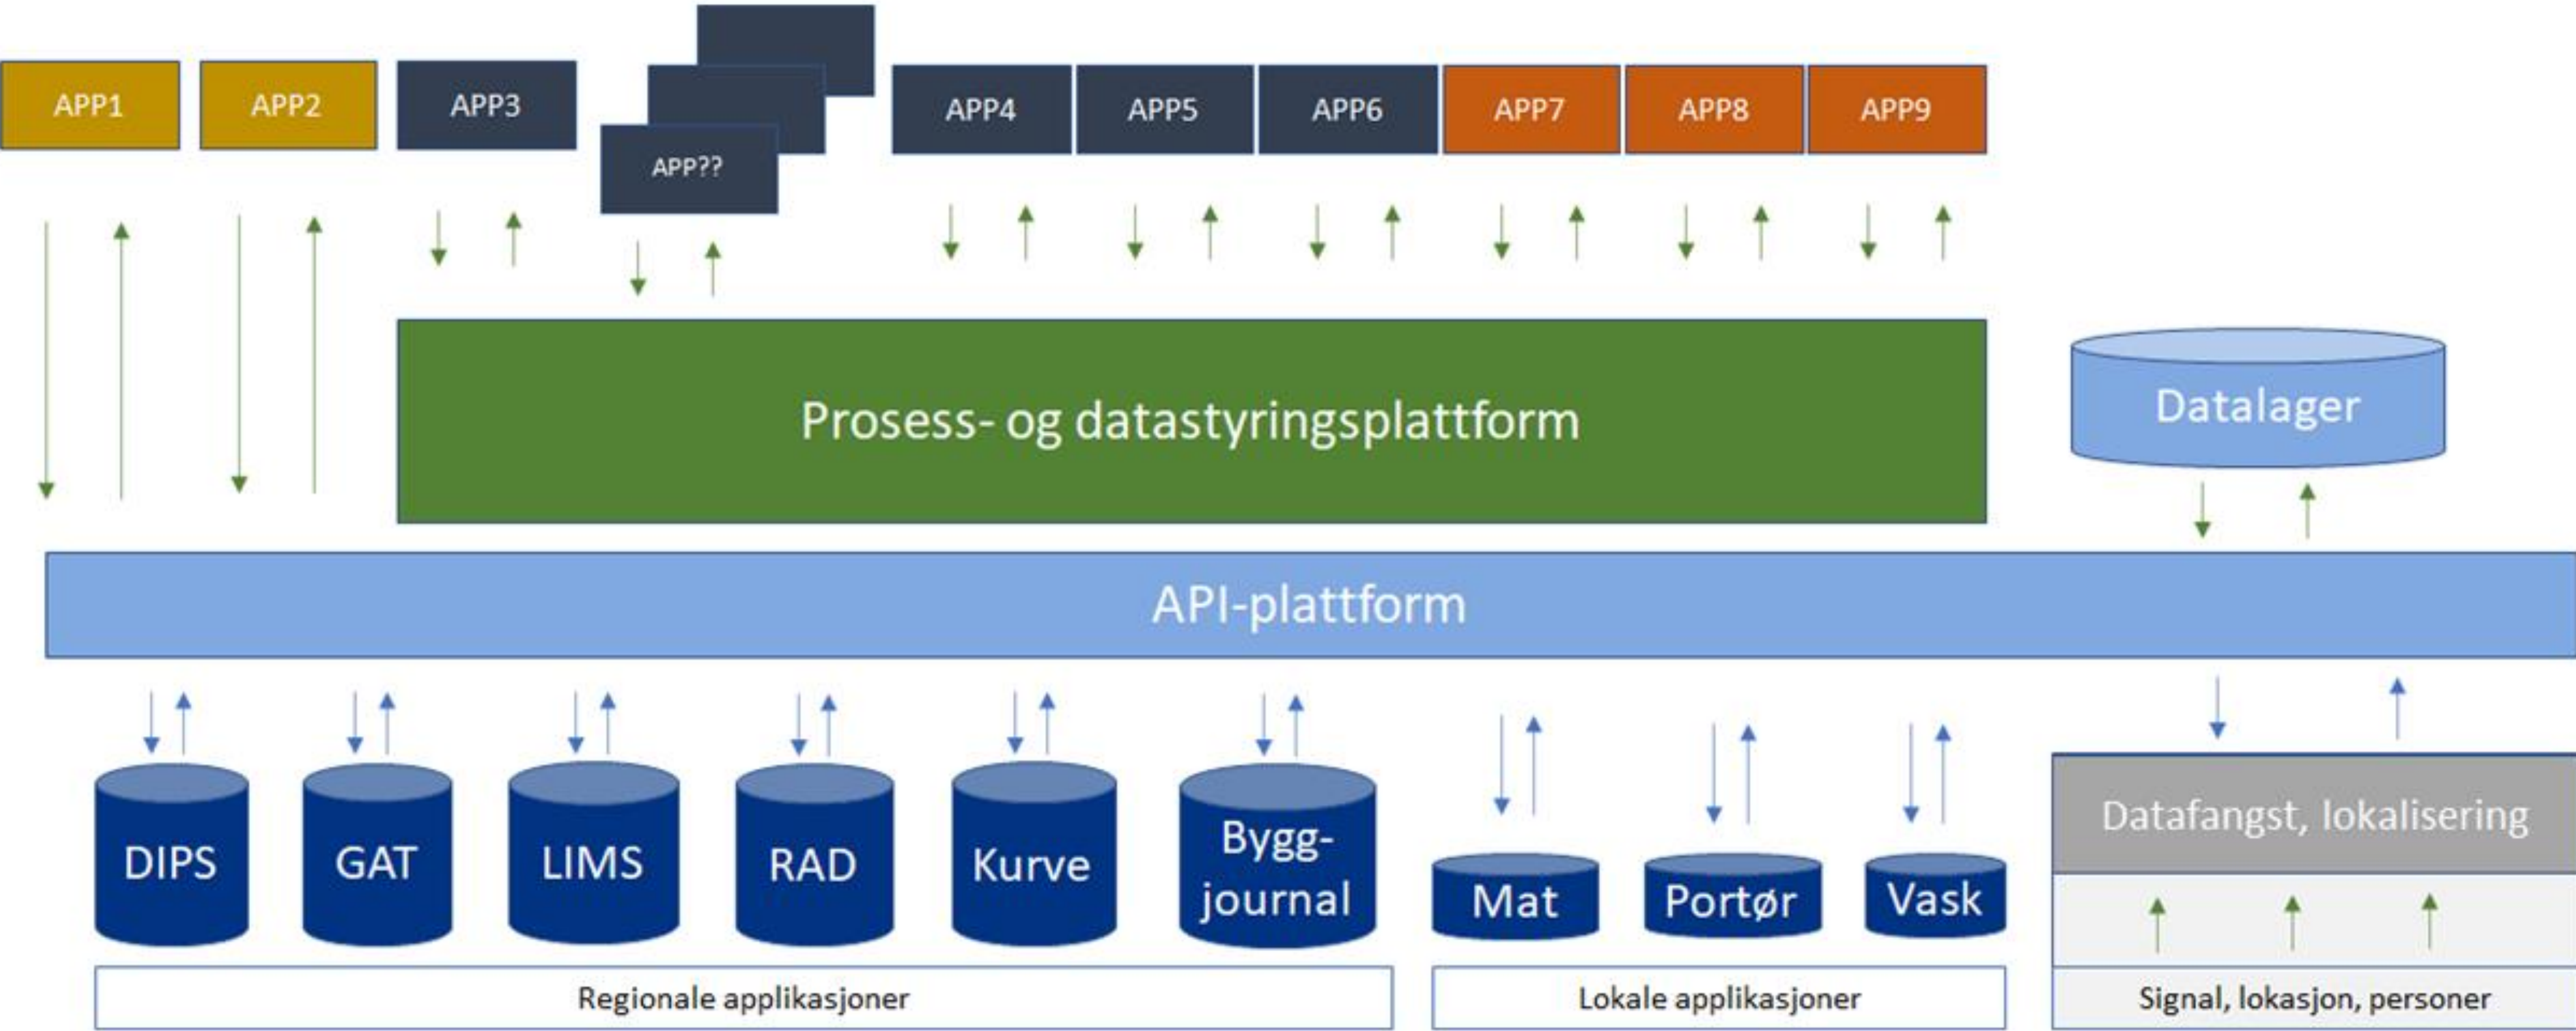 APP1
APP2
APP3
APP??
APP4
APP5
APP6
APP7
APP8
APP9
Prosess- og datastyringsplattform
Datalager
API-plattform
DIPS
GAT
LIMS
RAD
Kurve
Bygg-
journal
Mat
Portør
Vask
Datafangst, lokalisering
Regionale applikasjoner
Lokale applikasjoner
Signal, lokasjon, personer